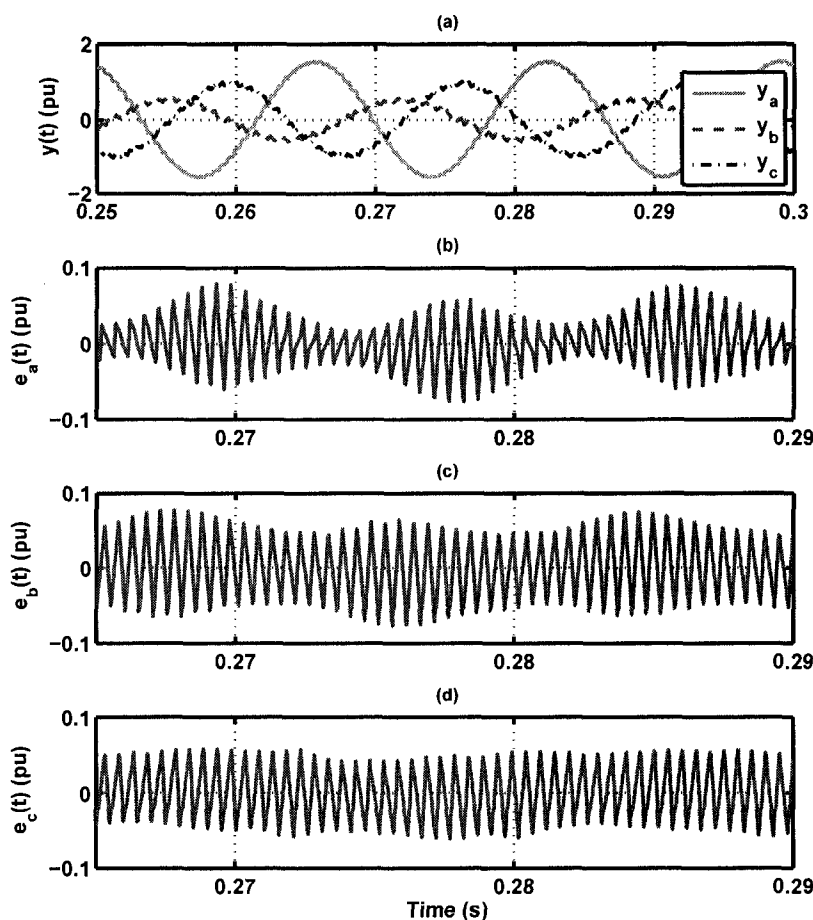 (a)
y(t) (pu)
2
0
−2
0.25
0.26
0.27
0.28
0.29
0.3
y_a
y_b
y_c
(b)
e_a(t) (pu)
0.1
0
−0.1
0.27
0.28
0.29
(c)
e_b(t) (pu)
0.1
0
−0.1
0.27
0.28
0.29
(d)
e_c(t) (pu)
0.1
0
−0.1
0.27
0.28
0.29
Time (s)